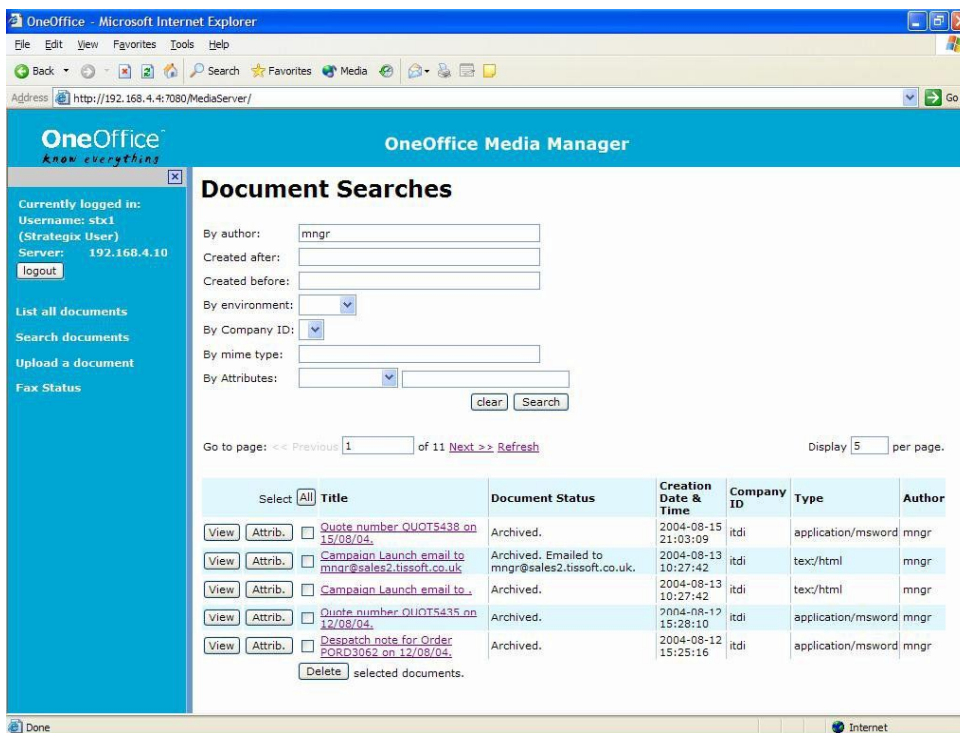 OneOffice - Microsoft Internet Explorer
File Edit View Favorites Tools Help
Back Search Favorites Media
Address http://192.168.4.4:7080/MediaServer/ Go
OneOffice
know everything
OneOffice Media Manager
Currently logged in:
Username: stx1
(Strategix User)
Server: 192.168.4.10
logout
List all documents
Search documents
Upload a document
Fax Status
Document Searches
By author: mngr
Created after:
Created before:
By environment:
By Company ID:
By mime type:
By Attributes:
clear Search
Go to page: << Previous 1 of 11 Next >> Refresh Display 5 per page.
Select All Title Document Status Creation Date & Time Company ID Type Author
View Attrib. Quote number QUOT5438 on 15/08/04. Archived. 2004-08-15 21:03:09 itdi application/msword mngr
View Attrib. Campaign Launch email to mngr@sales2.tissoft.co.uk Archived. Emailed to mngr@sales2.tissoft.co.uk. 2004-08-13 10:27:42 itdi text/html mngr
View Attrib. Campaign Launch email to . Archived. 2004-08-13 10:27:42 itdi text/html mngr
View Attrib. Quote number QUOT5435 on 12/08/04. Archived. 2004-08-12 15:28:10 itdi application/msword mngr
View Attrib. Despatch note for Order PORD3062 on 12/08/04. Archived. 2004-08-12 15:25:16 itdi application/msword mngr
Delete selected documents.
Done Internet